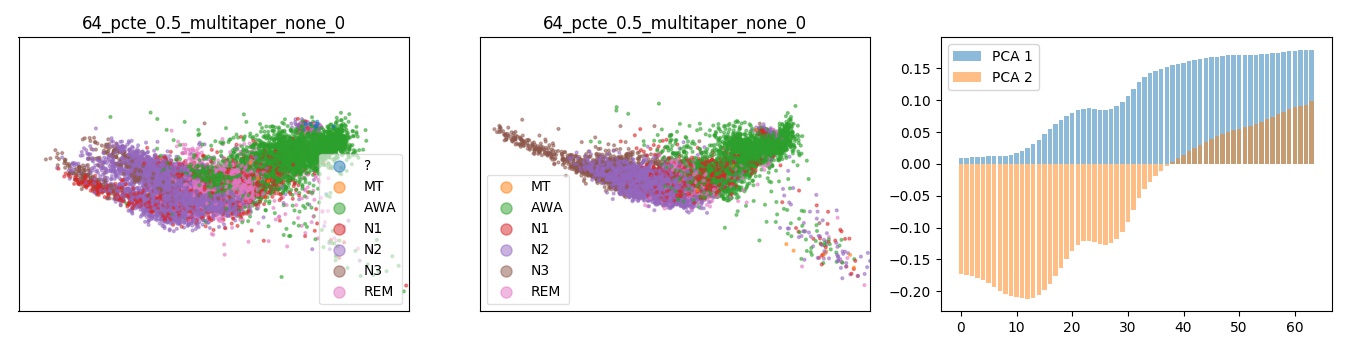 64_pcte_0.5_multitaper_none_0
?
MT
AWA
N1
N2
N3
REM
64_pcte_0.5_multitaper_none_0
MT
AWA
N1
N2
N3
REM
PCA 1
PCA 2
0.15
0.10
0.05
0.00
−0.05
−0.10
−0.15
−0.20
0 10 20 30 40 50 60